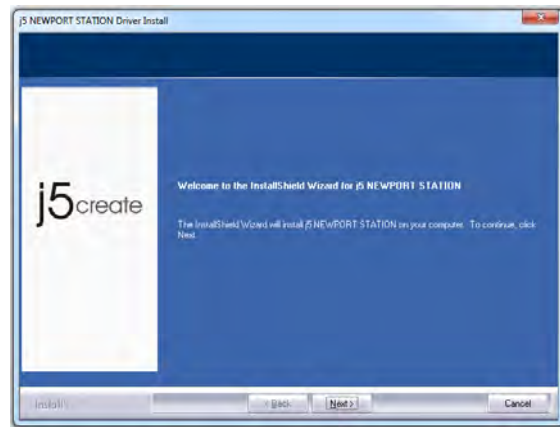 j5 NEWPORT STATION Driver Install
j5create
Welcome to the InstallShield Wizard for j5 NEWPORT STATION
The InstallShield Wizard will install j5 NEWPORT STATION on your computer. To continue, click
Next.
Install
< Back
Next >
Cancel